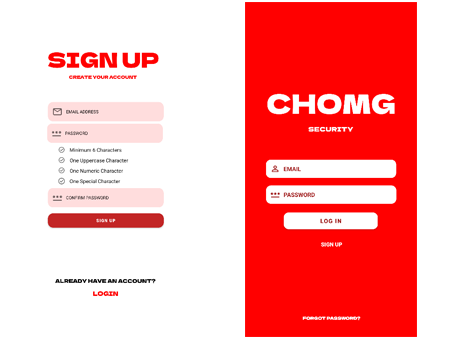 SIGN UP
CREATE YOUR ACCOUNT
EMAIL ADDRESS
PASSWORD
Minimum 6 Characters
One Uppercase Character
One Numeric Character
One Special Character
CONFIRM PASSWORD
SIGN UP
ALREADY HAVE AN ACCOUNT?
LOGIN
CHOMG
SECURITY
EMAIL
PASSWORD
LOG IN
SIGN UP
FORGOT PASSWORD?